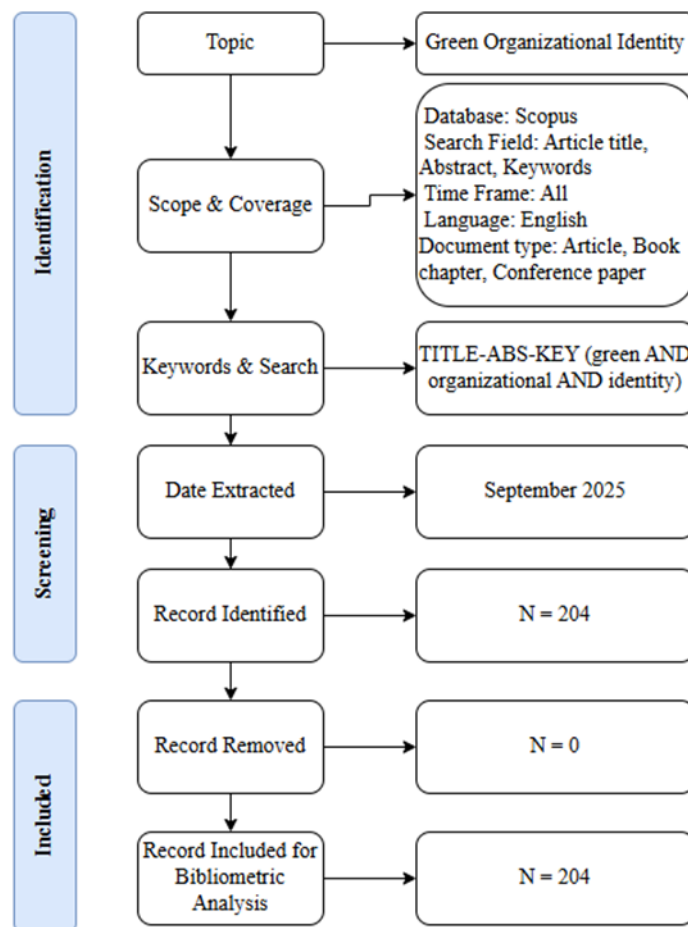 Identification
Topic
Green Organizational Identity
Scope & Coverage
Database: Scopus
Search Field: Article title,
Abstract, Keywords
Time Frame: All
Language: English
Document type: Article, Book
chapter, Conference paper
Keywords & Search
TITLE-ABS-KEY (green AND
organizational AND identity)
Screening
Date Extracted
September 2025
Record Identified
N = 204
Included
Record Removed
N = 0
Record Included for
Bibliometric
Analysis
N = 204